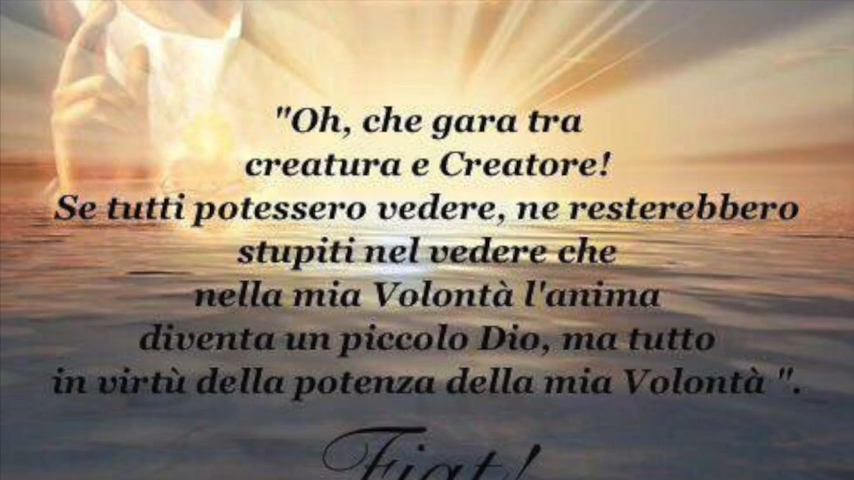 "Oh, che gara tra
creatura e Creatore!
Se tutti potessero vedere, ne resterebbero
stupiti nel vedere che
nella mia Volontà l'anima
diventa un piccolo Dio, ma tutto
in virtù della potenza della mia Volontà ".
Fiat!